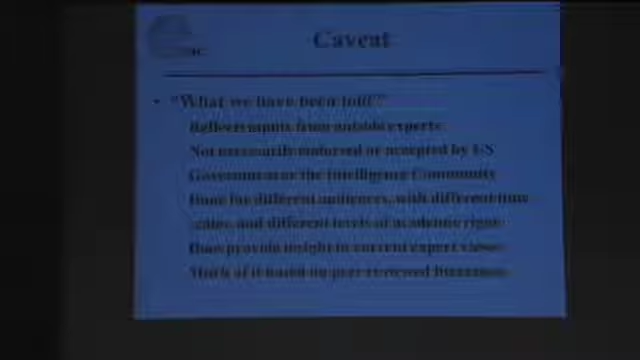 Caveat
• "What we have been told?"
Reflects inputs from outside experts
Not necessarily endorsed or accepted by US
Government or the Intelligence Community
Done for different audiences, with different time
scales, and different levels of academic rigor
Does provide insight to current expert views
Much of it based on peer reviewed literature